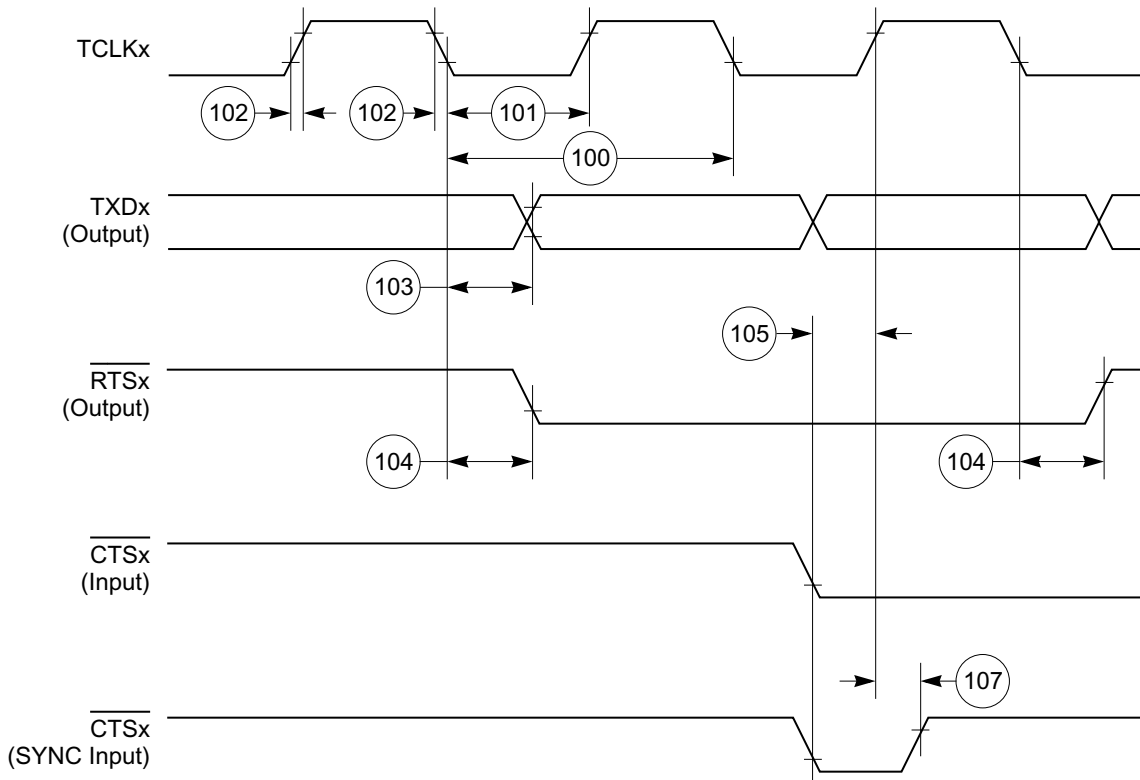 TCLKx
102
102
101
100
TXDx
(Output)
103
105
RTSx
(Output)
104
104
CTSx
(Input)
107
CTSx
(SYNC Input)